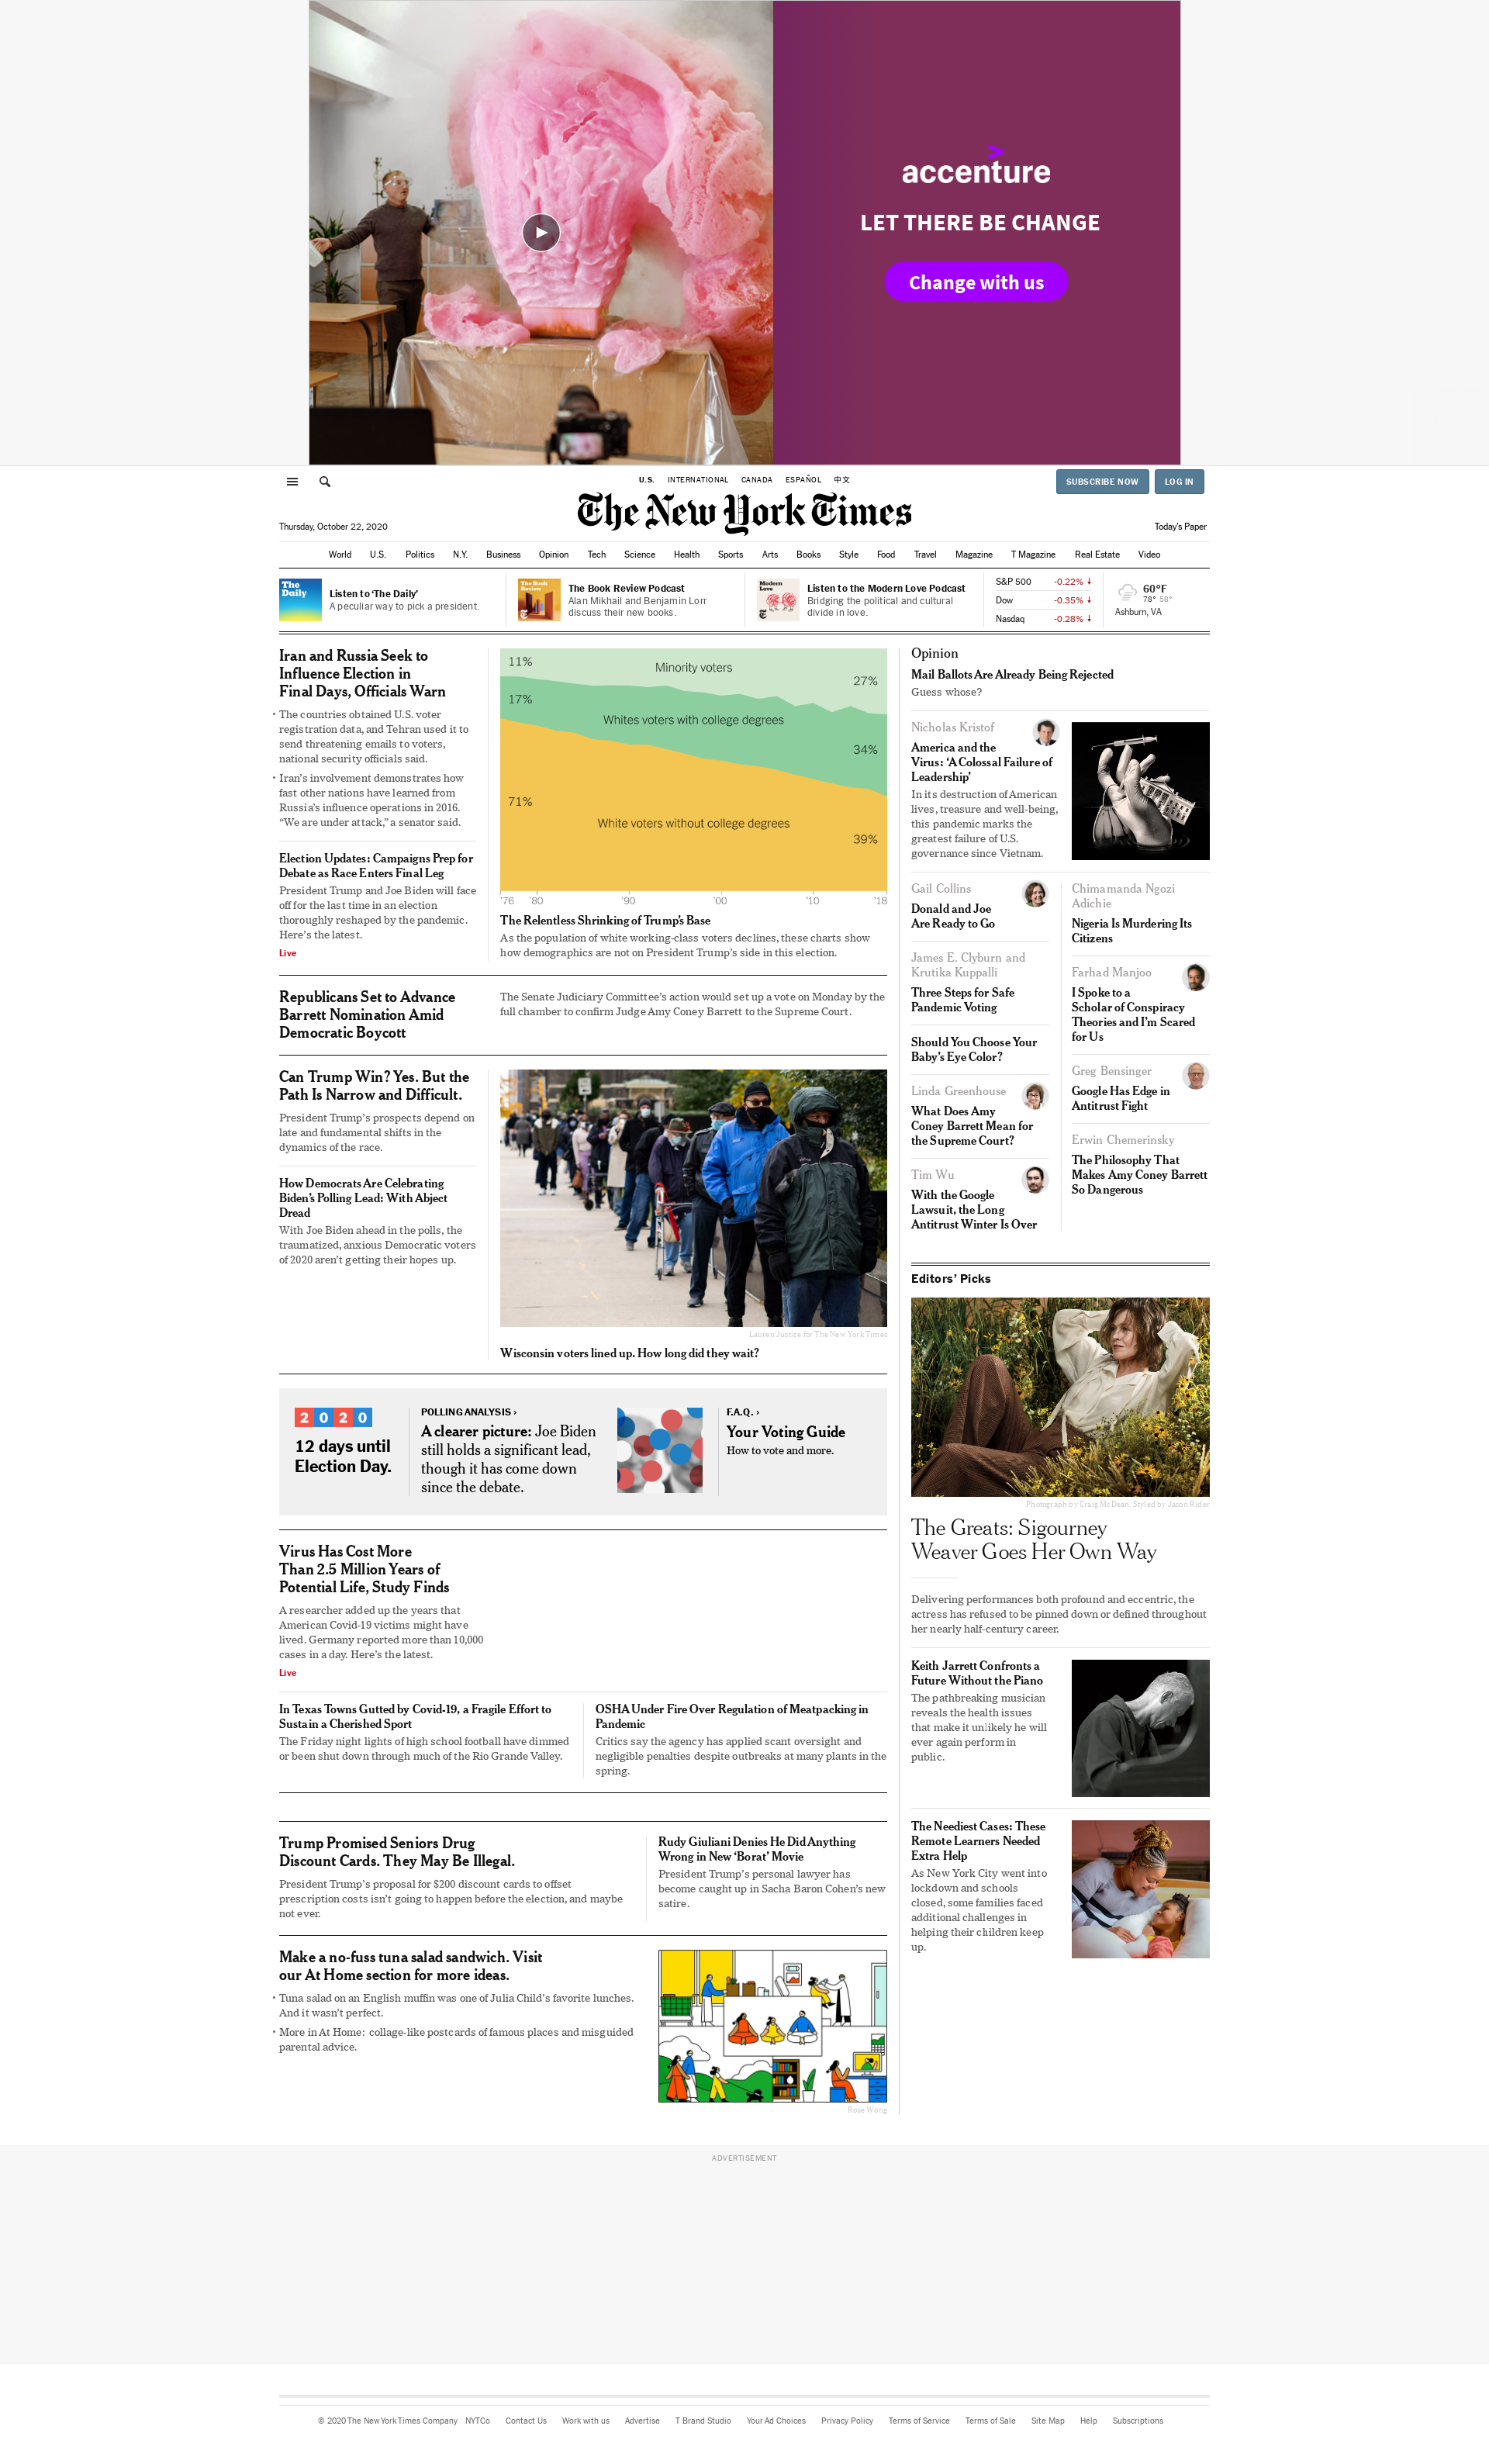 accenture
LET THERE BE CHANGE
Change with us
U.S. INTERNATIONAL CANADA ESPAÑOL 中文
SUBSCRIBE NOW LOG IN
The New York Times
Thursday, October 22, 2020
Today's Paper
World U.S. Politics N.Y. Business Opinion Tech Science Health Sports Arts Books Style Food Travel Magazine T Magazine Real Estate Video
The
Daily
Listen to ‘The Daily’
A peculiar way to pick a president.
The Book
Review
The Book Review Podcast
Alan Mikhail and Benjamin Lorr
discuss their new books.
Modern
Love
Listen to the Modern Love Podcast
Bridging the political and cultural
divide in love.
S&P 500 -0.22%
Dow -0.35%
Nasdaq -0.28%
60°F
78° 58°
Ashburn, VA
Iran and Russia Seek to
Influence Election in
Final Days, Officials Warn
• The countries obtained U.S. voter
registration data, and Tehran used it to
send threatening emails to voters,
national security officials said.
• Iran’s involvement demonstrates how
fast other nations have learned from
Russia’s influence operations in 2016.
“We are under attack,” a senator said.
Election Updates: Campaigns Prep for
Debate as Race Enters Final Leg
President Trump and Joe Biden will face
off for the last time in an election
thoroughly reshaped by the pandemic.
Here’s the latest.
Live
11%
Minority voters
27%
17%
Whites voters with college degrees
34%
71%
White voters without college degrees
39%
’76 ’80 ’90 ’00 ’10 ’18
The Relentless Shrinking of Trump’s Base
As the population of white working-class voters declines, these charts show
how demographics are not on President Trump’s side in this election.
Republicans Set to Advance
Barrett Nomination Amid
Democratic Boycott
The Senate Judiciary Committee’s action would set up a vote on Monday by the
full chamber to confirm Judge Amy Coney Barrett to the Supreme Court.
Can Trump Win? Yes. But the
Path Is Narrow and Difficult.
President Trump’s prospects depend on
late and fundamental shifts in the
dynamics of the race.
How Democrats Are Celebrating
Biden’s Polling Lead: With Abject
Dread
With Joe Biden ahead in the polls, the
traumatized, anxious Democratic voters
of 2020 aren’t getting their hopes up.
Lauren Justice for The New York Times
Wisconsin voters lined up. How long did they wait?
2020
12 days until
Election Day.
POLLING ANALYSIS ›
A clearer picture: Joe Biden
still holds a significant lead,
though it has come down
since the debate.
F.A.Q. ›
Your Voting Guide
How to vote and more.
Virus Has Cost More
Than 2.5 Million Years of
Potential Life, Study Finds
A researcher added up the years that
American Covid-19 victims might have
lived. Germany reported more than 10,000
cases in a day. Here’s the latest.
Live
In Texas Towns Gutted by Covid-19, a Fragile Effort to
Sustain a Cherished Sport
The Friday night lights of high school football have dimmed
or been shut down through much of the Rio Grande Valley.
OSHA Under Fire Over Regulation of Meatpacking in
Pandemic
Critics say the agency has applied scant oversight and
negligible penalties despite outbreaks at many plants in the
spring.
Trump Promised Seniors Drug
Discount Cards. They May Be Illegal.
President Trump’s proposal for $200 discount cards to offset
prescription costs isn’t going to happen before the election, and maybe
not ever.
Rudy Giuliani Denies He Did Anything
Wrong in New ‘Borat’ Movie
President Trump’s personal lawyer has
become caught up in Sacha Baron Cohen’s new
satire.
Make a no-fuss tuna salad sandwich. Visit
our At Home section for more ideas.
• Tuna salad on an English muffin was one of Julia Child’s favorite lunches.
And it wasn’t perfect.
• More in At Home: collage-like postcards of famous places and misguided
parental advice.
Rose Wong
Opinion
Mail Ballots Are Already Being Rejected
Guess whose?
Nicholas Kristof
America and the
Virus: ‘A Colossal Failure of
Leadership’
In its destruction of American
lives, treasure and well-being,
this pandemic marks the
greatest failure of U.S.
governance since Vietnam.
Gail Collins
Donald and Joe
Are Ready to Go
James E. Clyburn and
Krutika Kuppalli
Three Steps for Safe
Pandemic Voting
Should You Choose Your
Baby’s Eye Color?
Linda Greenhouse
What Does Amy
Coney Barrett Mean for
the Supreme Court?
Tim Wu
With the Google
Lawsuit, the Long
Antitrust Winter Is Over
Chimamanda Ngozi
Adichie
Nigeria Is Murdering Its
Citizens
Farhad Manjoo
I Spoke to a
Scholar of Conspiracy
Theories and I’m Scared
for Us
Greg Bensinger
Google Has Edge in
Antitrust Fight
Erwin Chemerinsky
The Philosophy That
Makes Amy Coney Barrett
So Dangerous
Editors’ Picks
Photograph by Craig McDean. Styled by Jason Rider
The Greats: Sigourney
Weaver Goes Her Own Way
Delivering performances both profound and eccentric, the
actress has refused to be pinned down or defined throughout
her nearly half-century career.
Keith Jarrett Confronts a
Future Without the Piano
The pathbreaking musician
reveals the health issues
that make it unlikely he will
ever again perform in
public.
The Neediest Cases: These
Remote Learners Needed
Extra Help
As New York City went into
lockdown and schools
closed, some families faced
additional challenges in
helping their children keep
up.
ADVERTISEMENT
© 2020 The New York Times Company NYTCo Contact Us Work with us Advertise T Brand Studio Your Ad Choices Privacy Policy Terms of Service Terms of Sale Site Map Help Subscriptions